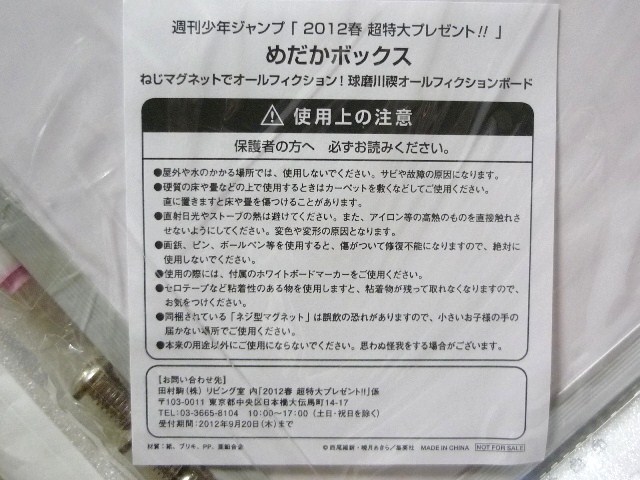 週刊少年ジャンプ「2012春 超特大プレゼント!!」
めだかボックス
ねじマグネットでオールフィクション!球磨川禊オールフィクションボード
使用上の注意
保護者の方へ 必ずお読みください。
●屋外や水のかかる場所では、使用しないでください。サビや故障の原因になります。
●硬質の床や畳などの上で使用するときはカーペットを敷くなどしてご使用ください。
直に置きますと床や畳を傷つけることがあります。
●直射日光やストーブの熱は避けてください。また、アイロン等の高熱のものを直接触れさ
せないようにしてください。変色や変形の原因となります。
●画鋲、ピン、ボールペン等を使用すると、傷がついて修復不能になりますので、絶対に
使用しないでください。
●使用の際には、付属のホワイトボードマーカーをご使用ください。
●セロテープなど粘着性のある物を使用しますと、粘着物が残って取れなくなりますので、
お気をつけください。
●同梱されている「ネジ型マグネット」は誤飲の恐れがありますので、小さいお子様の手の
届かない場所でご使用ください。
●本来の用途以外にご使用にならないでください。思わぬ怪我をする場合がございます。
【お問い合わせ先】
田村駒(株) リビング室 内「2012春 超特大プレゼント!!」係
〒103-0011 東京都中央区日本橋大伝馬町14-17
TEL:03-3665-8104 10:00~17:00(土日・祝日を除く)
受付期間:2012年9月20日(木)まで
材質:紙、ブリキ、PP、亜鉛合金
©西尾維新・暁月あきら/集英社 MADE IN CHINA NOT FOR SALE